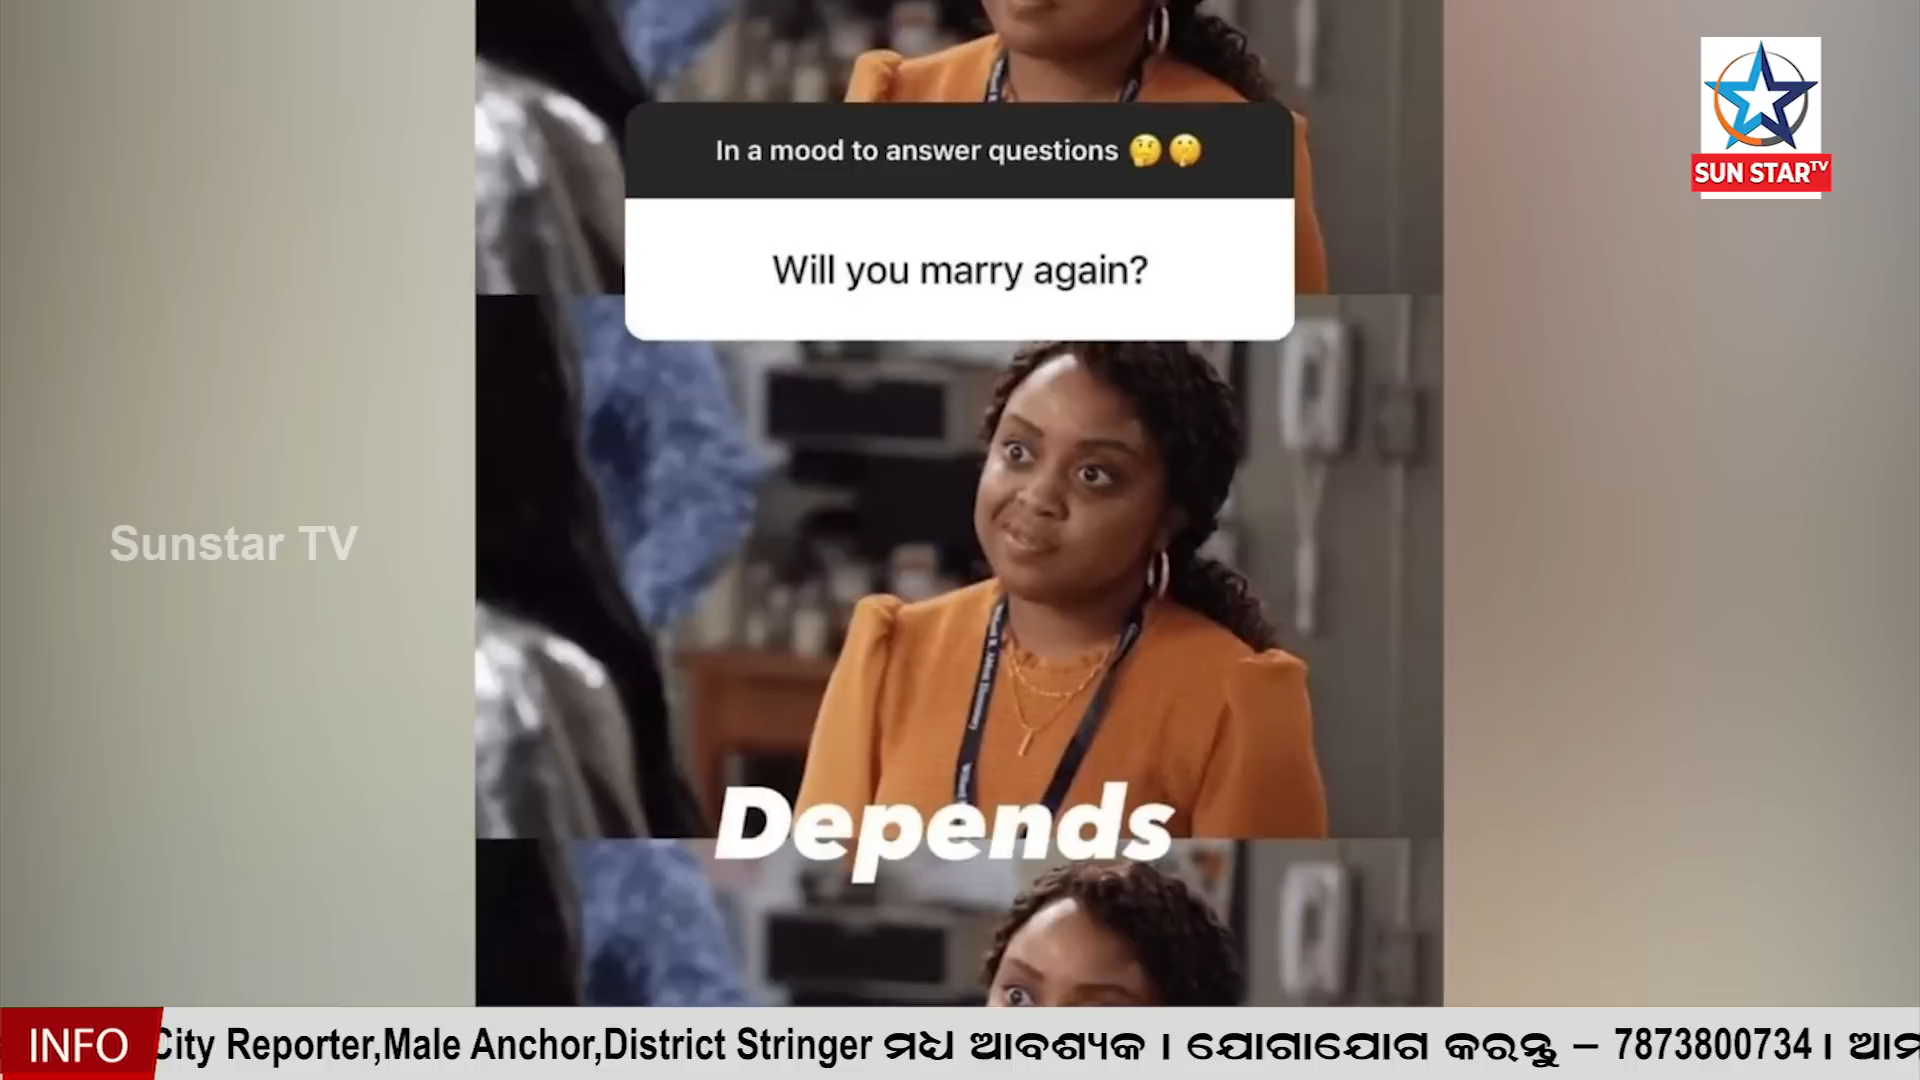 In a mood to answer questions 🤔🤫
SUN STAR TV
Will you marry again?
Sunstar TV
Depends
INFO
City Reporter,Male Anchor,District Stringer ମଧ୍ୟ ଆବଶ୍ୟକ । ଯୋଗାଯୋଗ କରନ୍ତୁ – 7873800734 । ଆମ